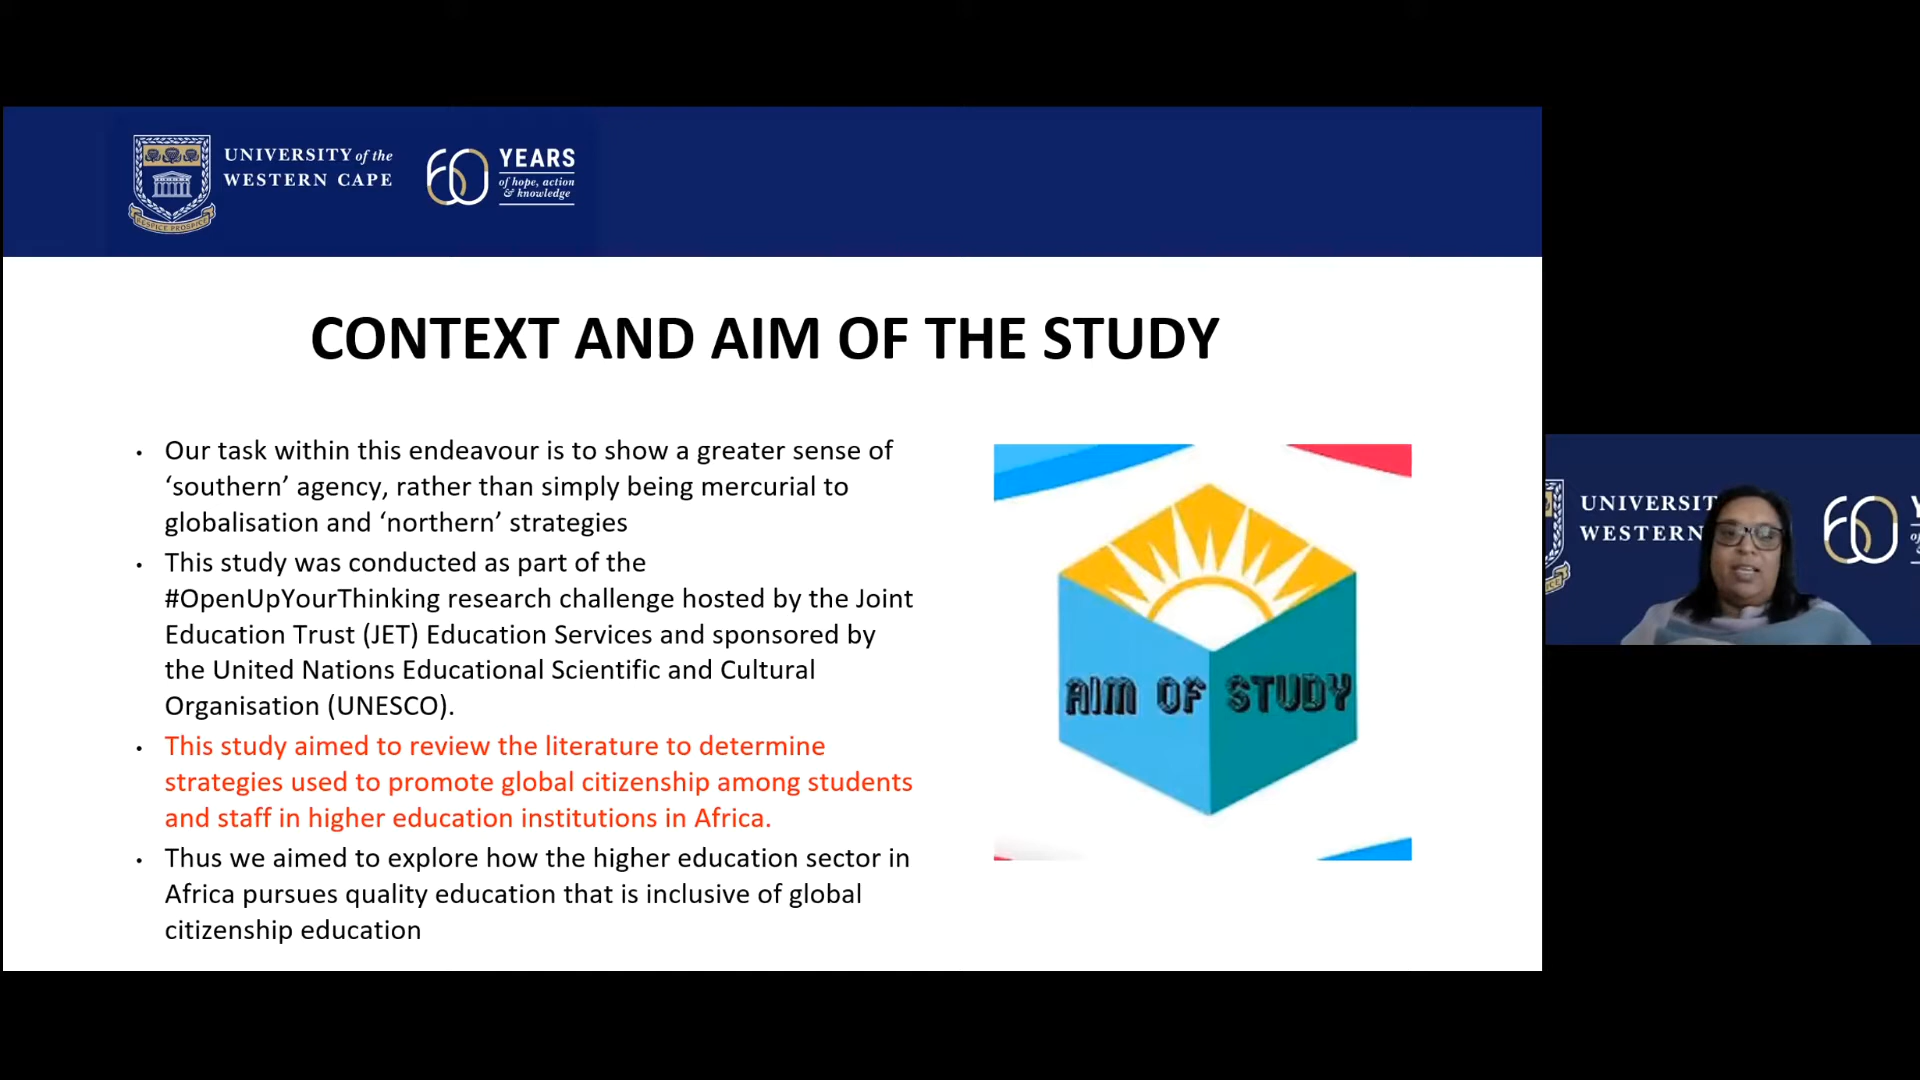 UNIVERSITY of the
WESTERN CAPE
RESPICE PROSPICE
60
YEARS
of hope, action
& knowledge
CONTEXT AND AIM OF THE STUDY
• Our task within this endeavour is to show a greater sense of
‘southern’ agency, rather than simply being mercurial to
globalisation and ‘northern’ strategies
• This study was conducted as part of the
#OpenUpYourThinking research challenge hosted by the Joint
Education Trust (JET) Education Services and sponsored by
the United Nations Educational Scientific and Cultural
Organisation (UNESCO).
• This study aimed to review the literature to determine
strategies used to promote global citizenship among students
and staff in higher education institutions in Africa.
• Thus we aimed to explore how the higher education sector in
Africa pursues quality education that is inclusive of global
citizenship education
AIM OF STUDY
UNIVERSIT
WESTERN
60